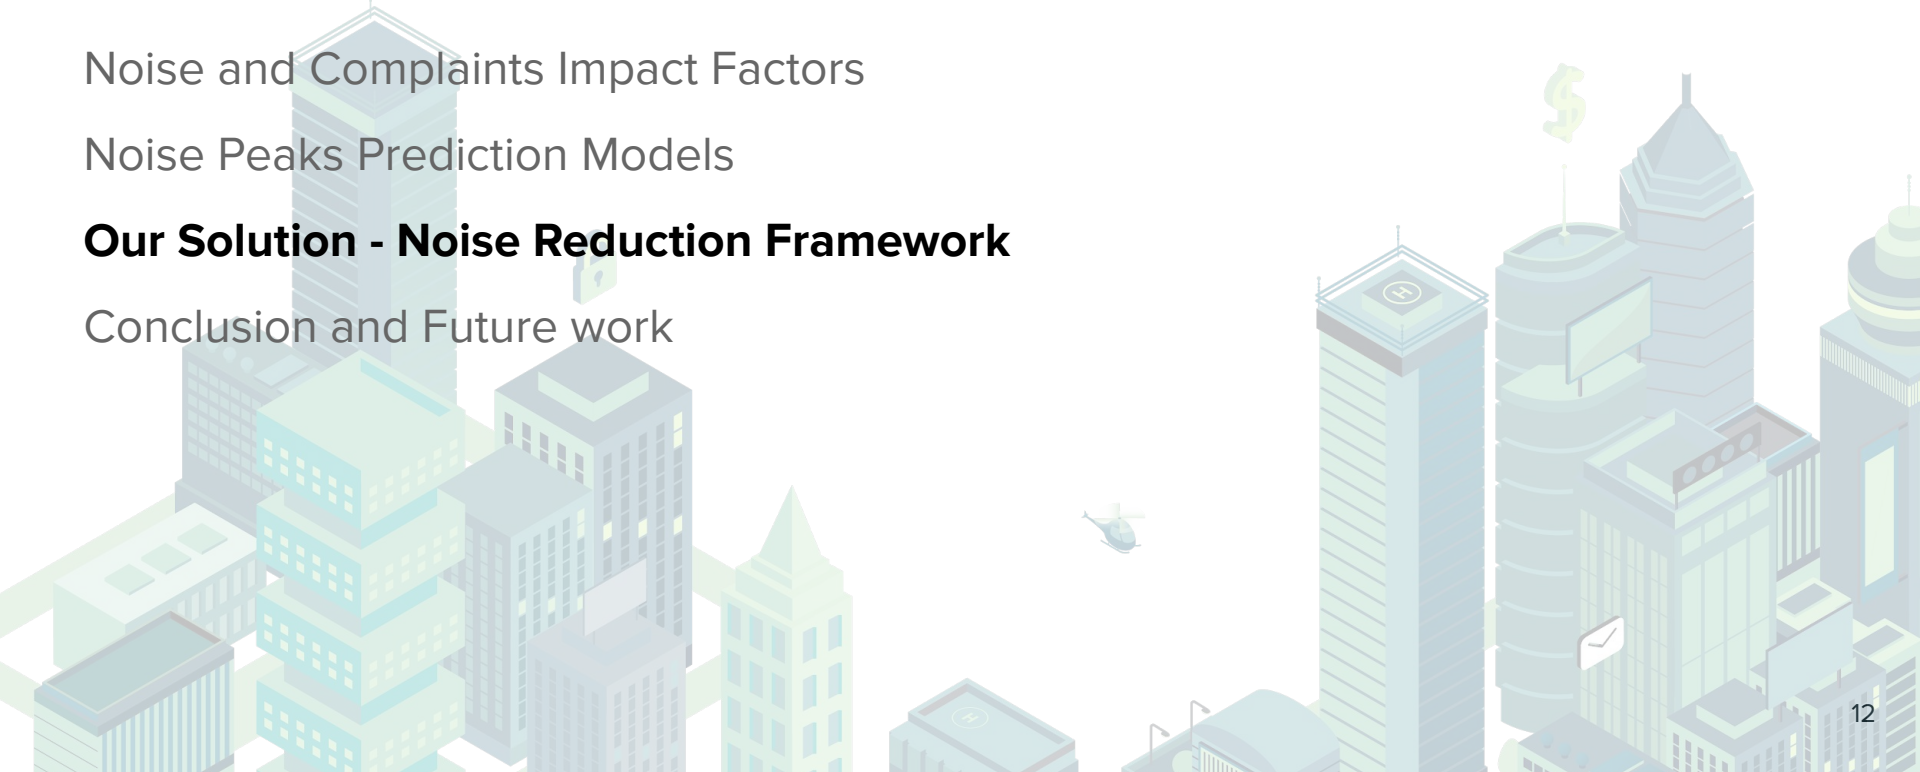 Noise and Complaints Impact Factors
Noise Peaks Prediction Models
Our Solution - Noise Reduction Framework
Conclusion and Future work
H
H
12